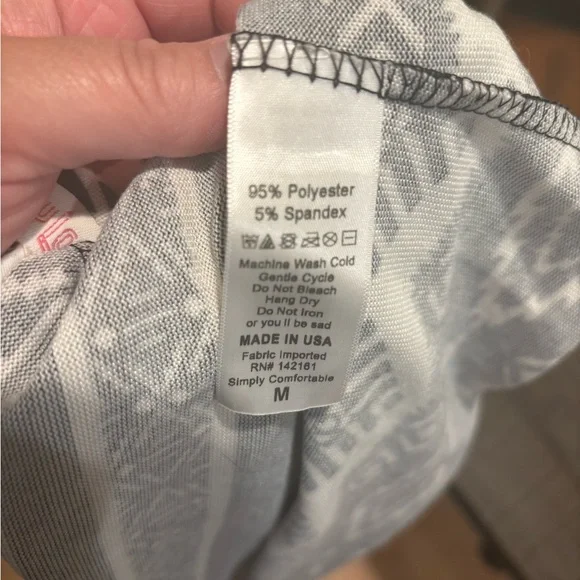 95% Polyester
5% Spandex
Machine Wash Cold
Gentle Cycle
Do Not Bleach
Hang Dry
Do Not Iron
or you ll be sad
MADE IN USA
Fabric Imported
RN# 142161
Simply Comfortable
M